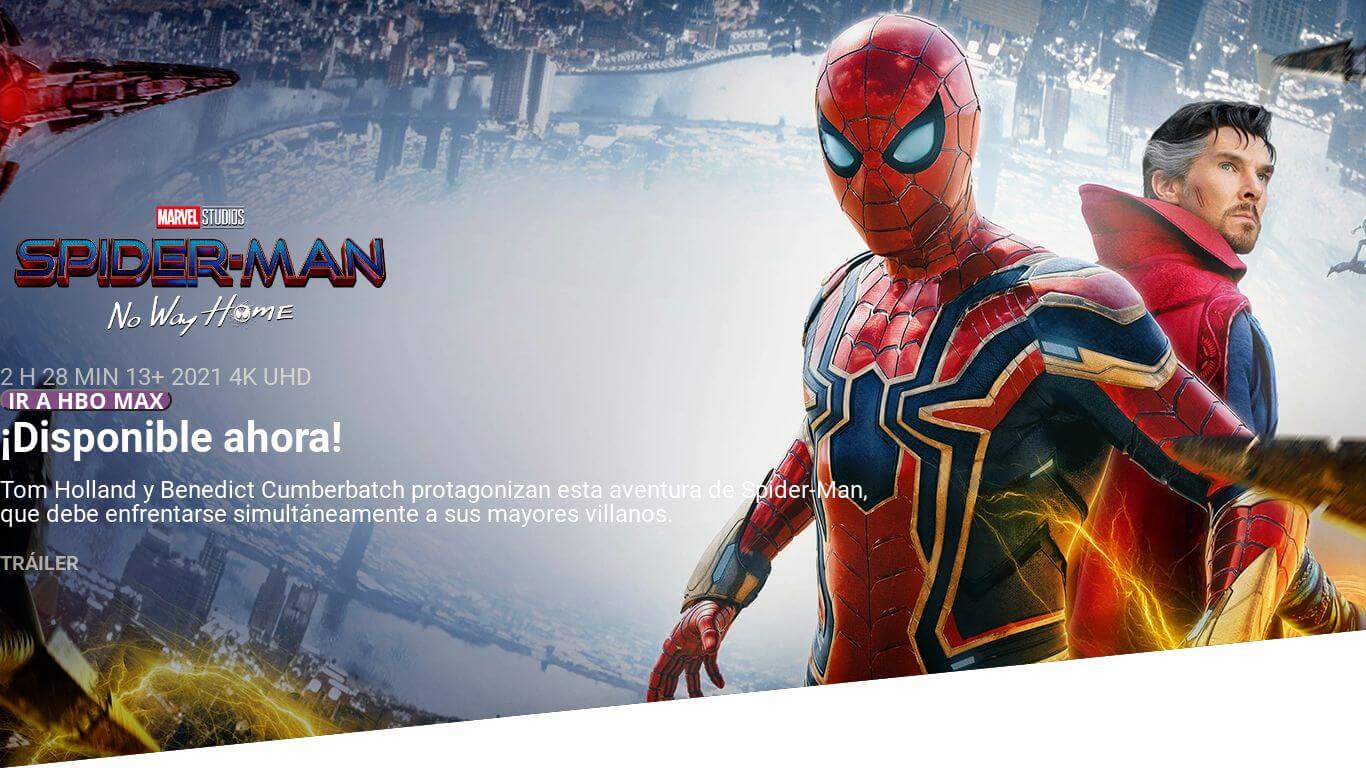 MARVEL STUDIOS
SPIDER-MAN
No Way Home
2 H 28 MIN 13+ 2021 4K UHD
IR A HBO MAX
¡Disponible ahora!
Tom Holland y Benedict Cumberbatch protagonizan esta aventura de Spider-Man,
que debe enfrentarse simultáneamente a sus mayores villanos.
TRÁILER